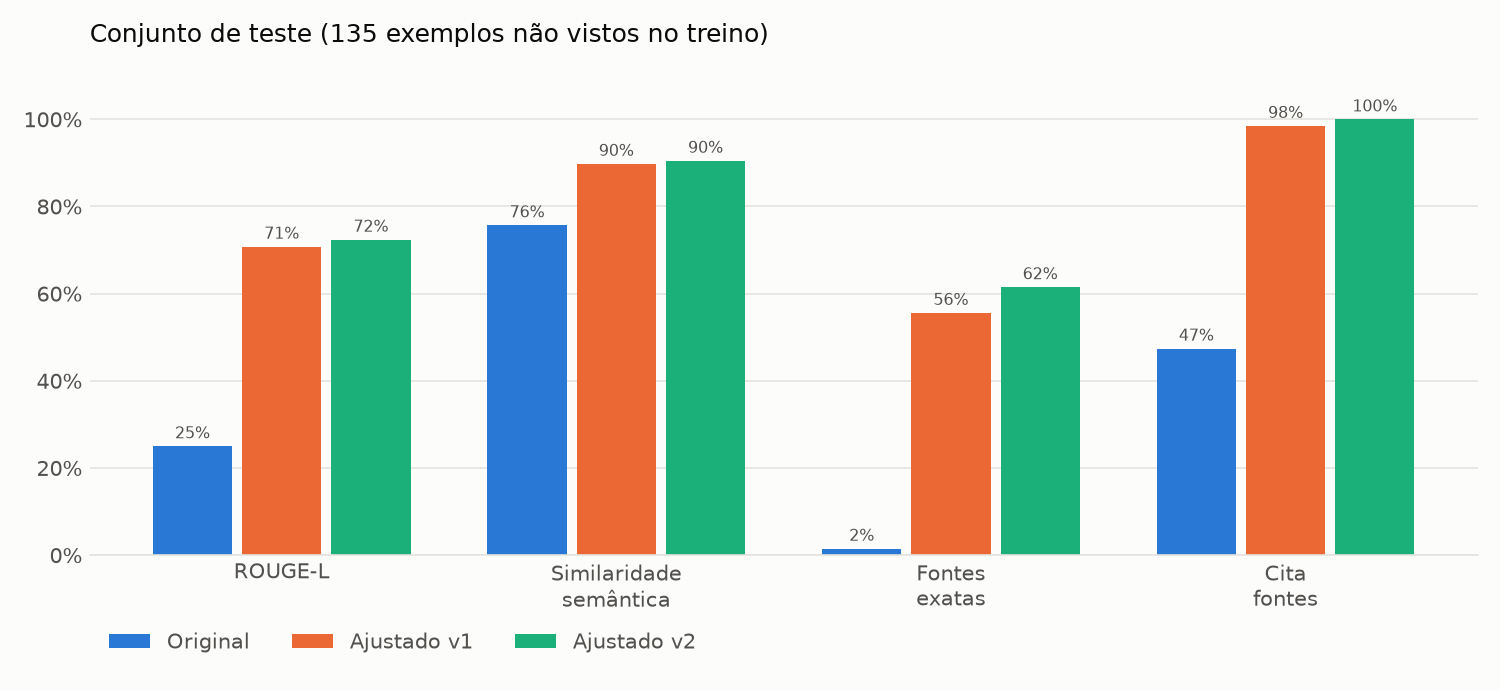 Conjunto de teste (135 exemplos não vistos no treino)
100%
80%
60%
40%
20%
0%
25%
71%
72%
76%
90%
90%
2%
56%
62%
47%
98%
100%
ROUGE-L
Similaridade
semântica
Fontes
exatas
Cita
fontes
Original
Ajustado v1
Ajustado v2